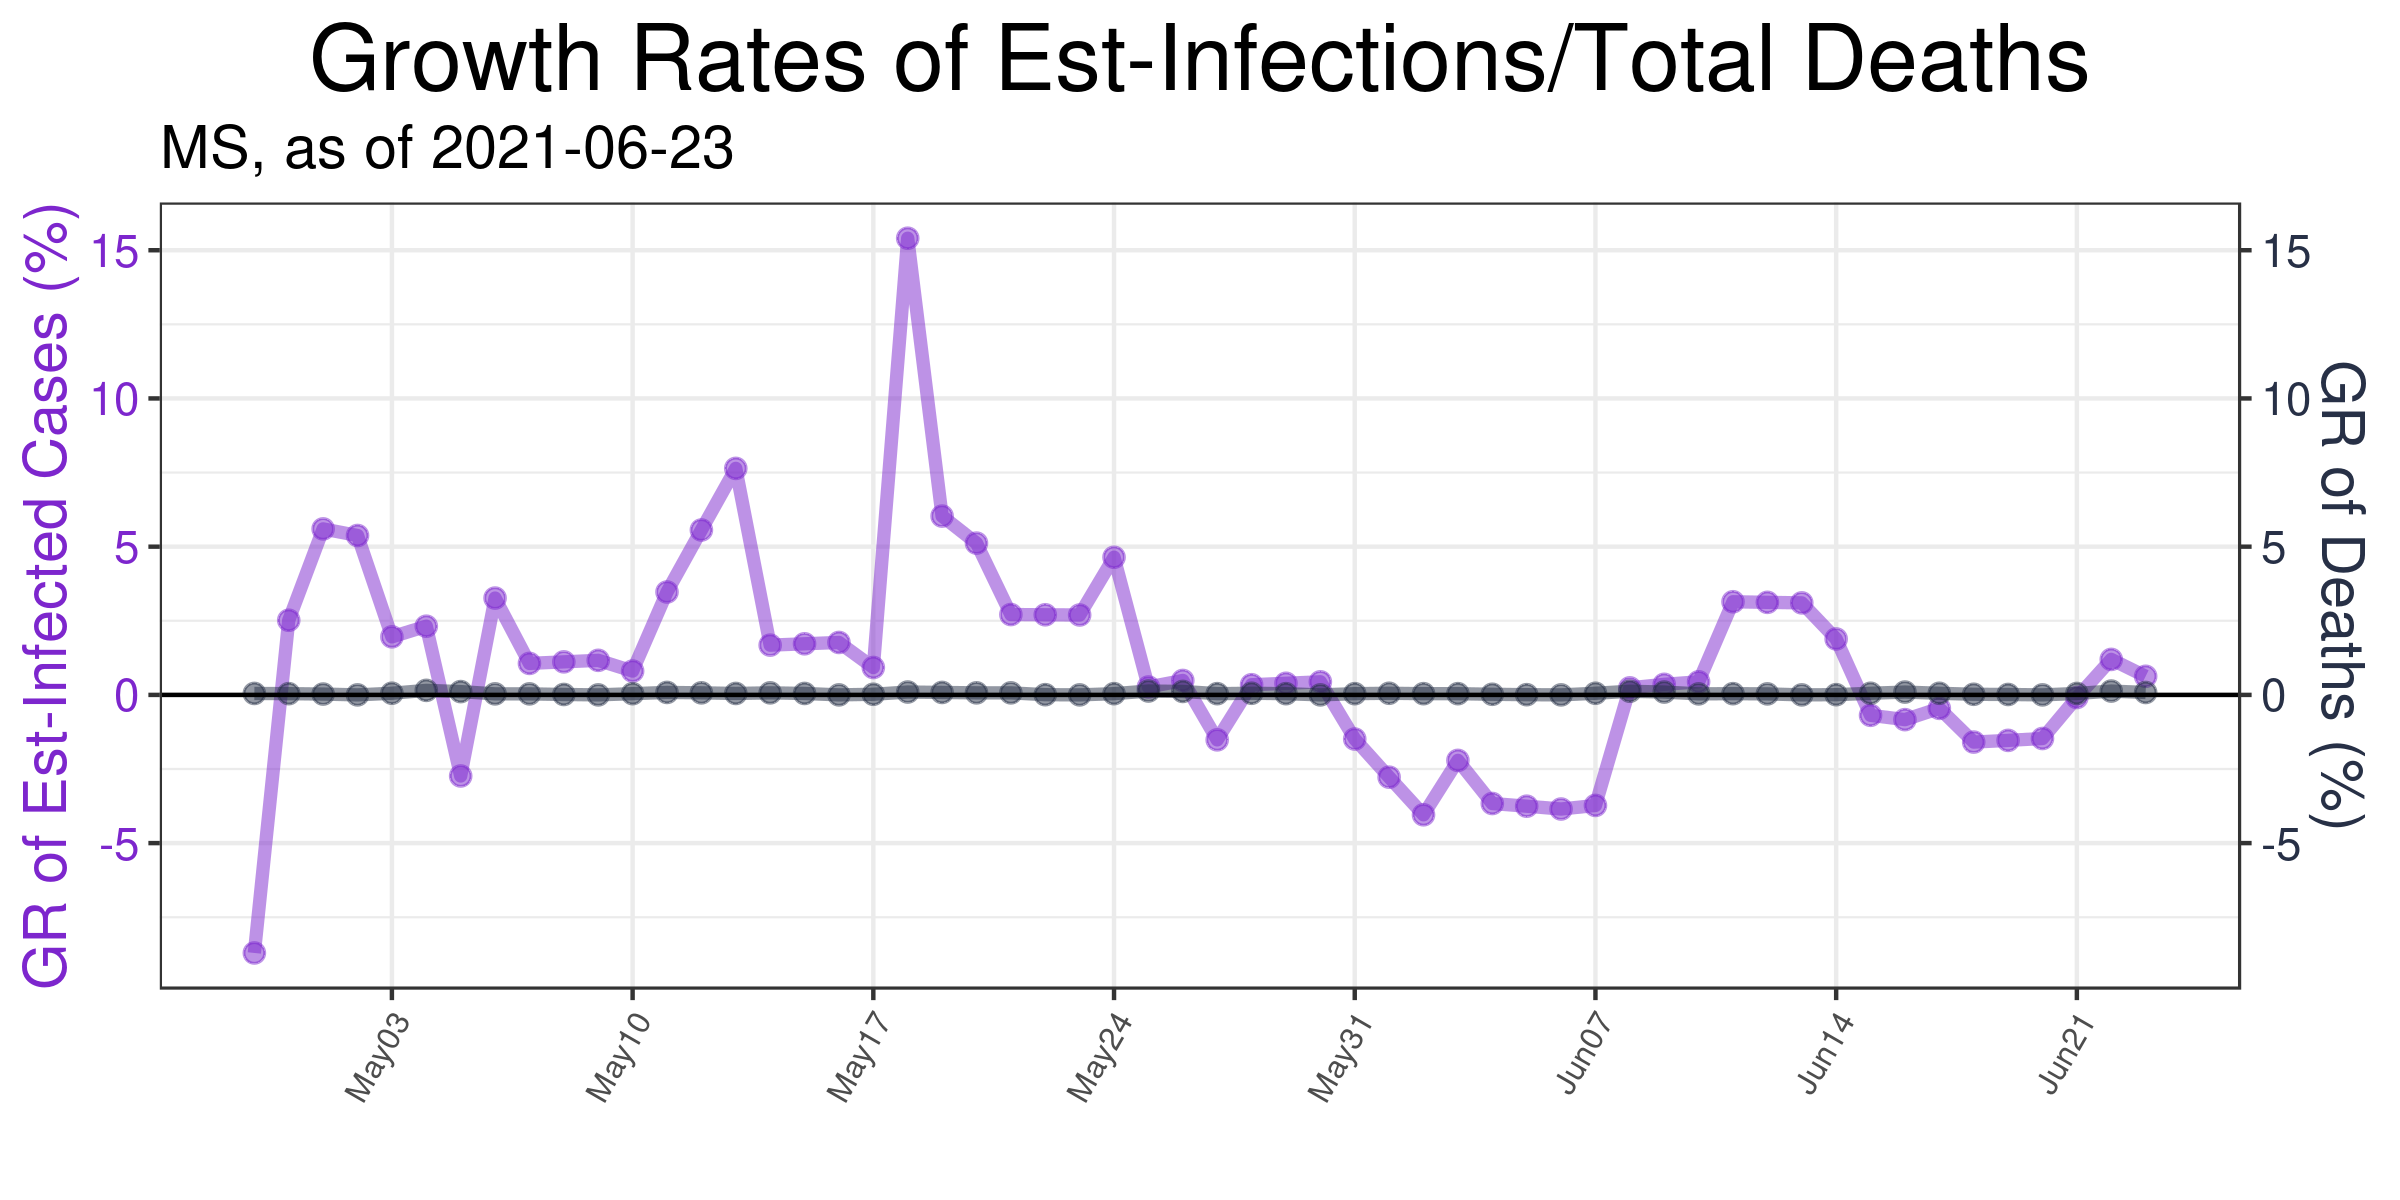 Growth Rates of Est-Infections/Total Deaths
MS, as of 2021-06-23
GR of Est-Infected Cases (%)
15
10
5
0
-5
15
10
5
0
-5
GR of Deaths (%)
May03
May10
May17
May24
May31
Jun07
Jun14
Jun21